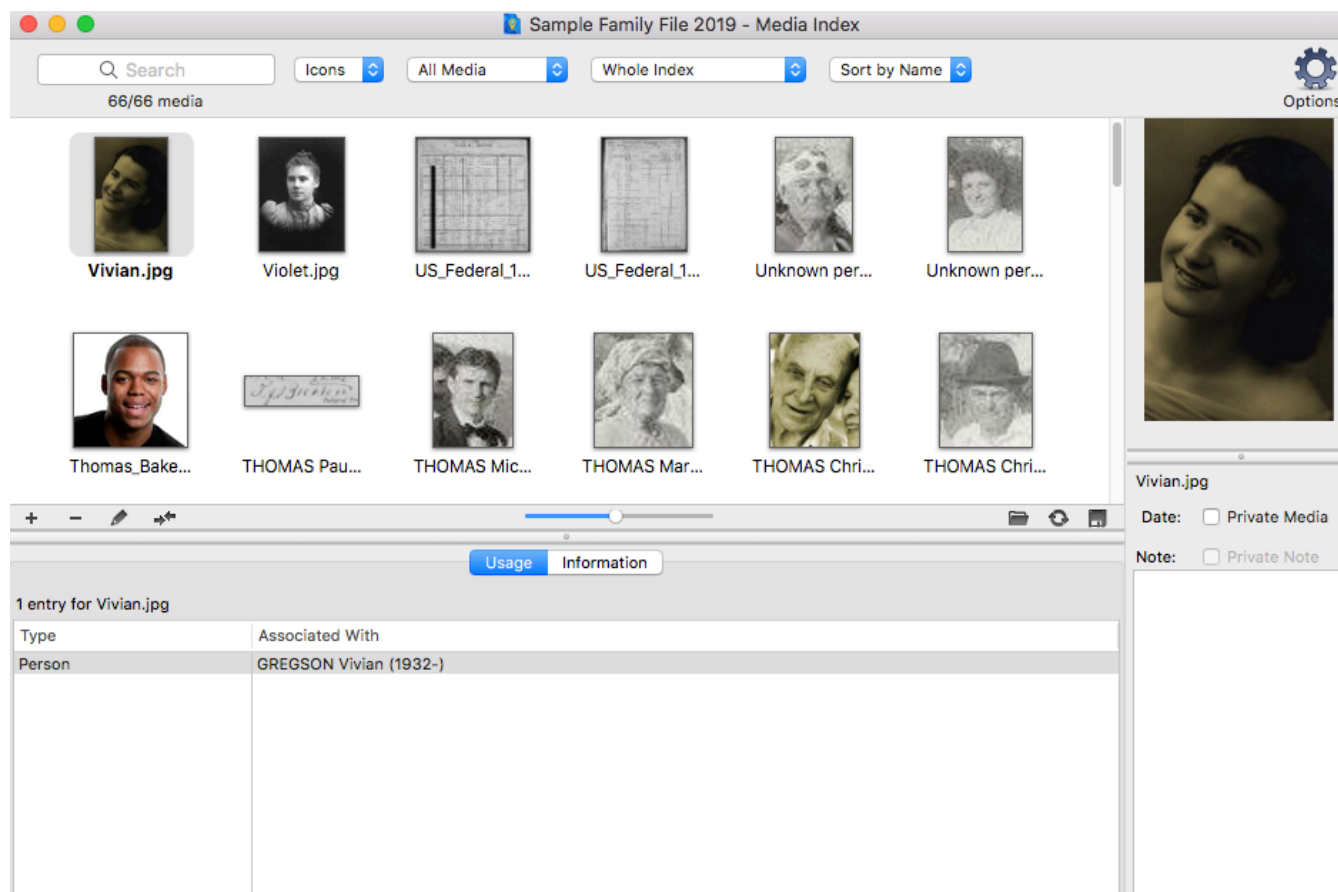 Sample Family File 2019 - Media Index
Search
Icons
All Media
Whole Index
Sort by Name
66/66 media
Options
Vivian.jpg
Violet.jpg
US_Federal_1...
US_Federal_1...
Unknown per...
Unknown per...
Thomas_Bake...
THOMAS Pau...
THOMAS Mic...
THOMAS Mar...
THOMAS Chri...
THOMAS Chri...
Vivian.jpg
Date: Private Media
Note: Private Note
Usage
Information
1 entry for Vivian.jpg
Type
Associated With
Person
GREGSON Vivian (1932-)